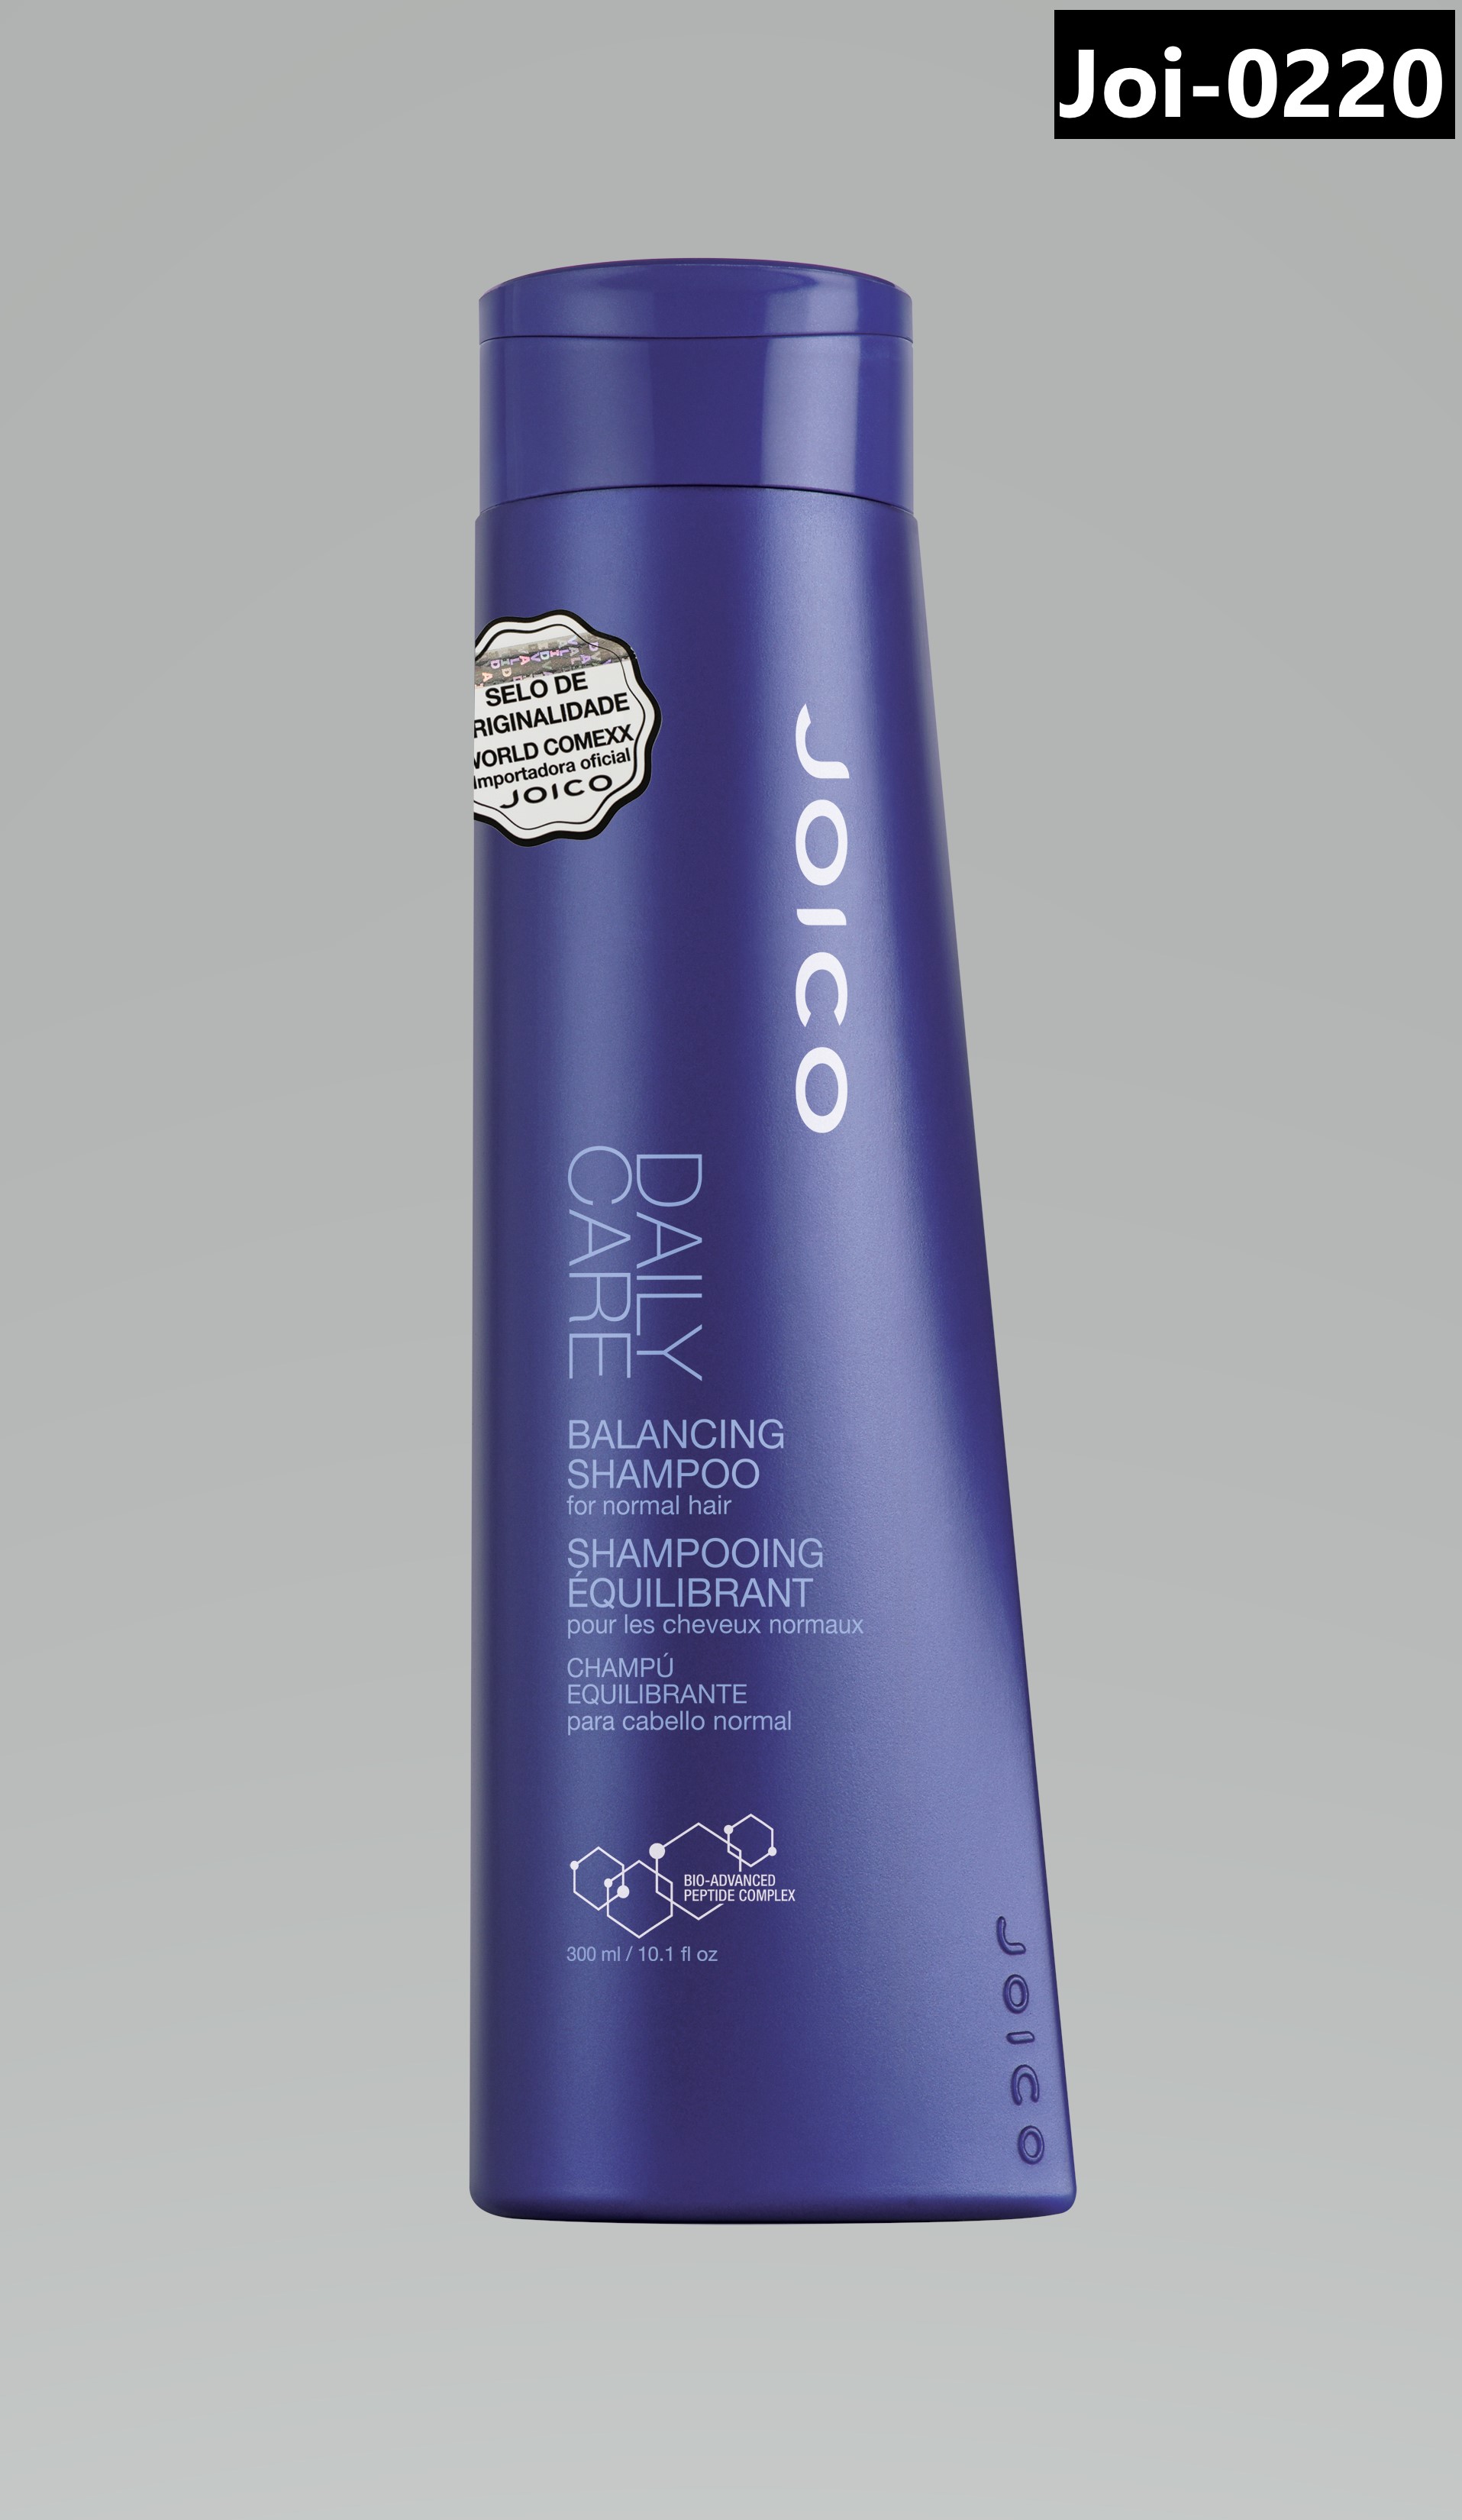 Joi-0220
SELO DE
RIGINALIDADE
WORLD COMEXX
Importadora oficial
JOICO
JOICO
DAILY
CARE
BALANCING
SHAMPOO
for normal hair
SHAMPOOING
ÉQUILIBRANT
pour les cheveux normaux
CHAMPÚ
EQUILIBRANTE
para cabello normal
BIO-ADVANCED
PEPTIDE COMPLEX
300 ml / 10.1 fl oz
JOICO